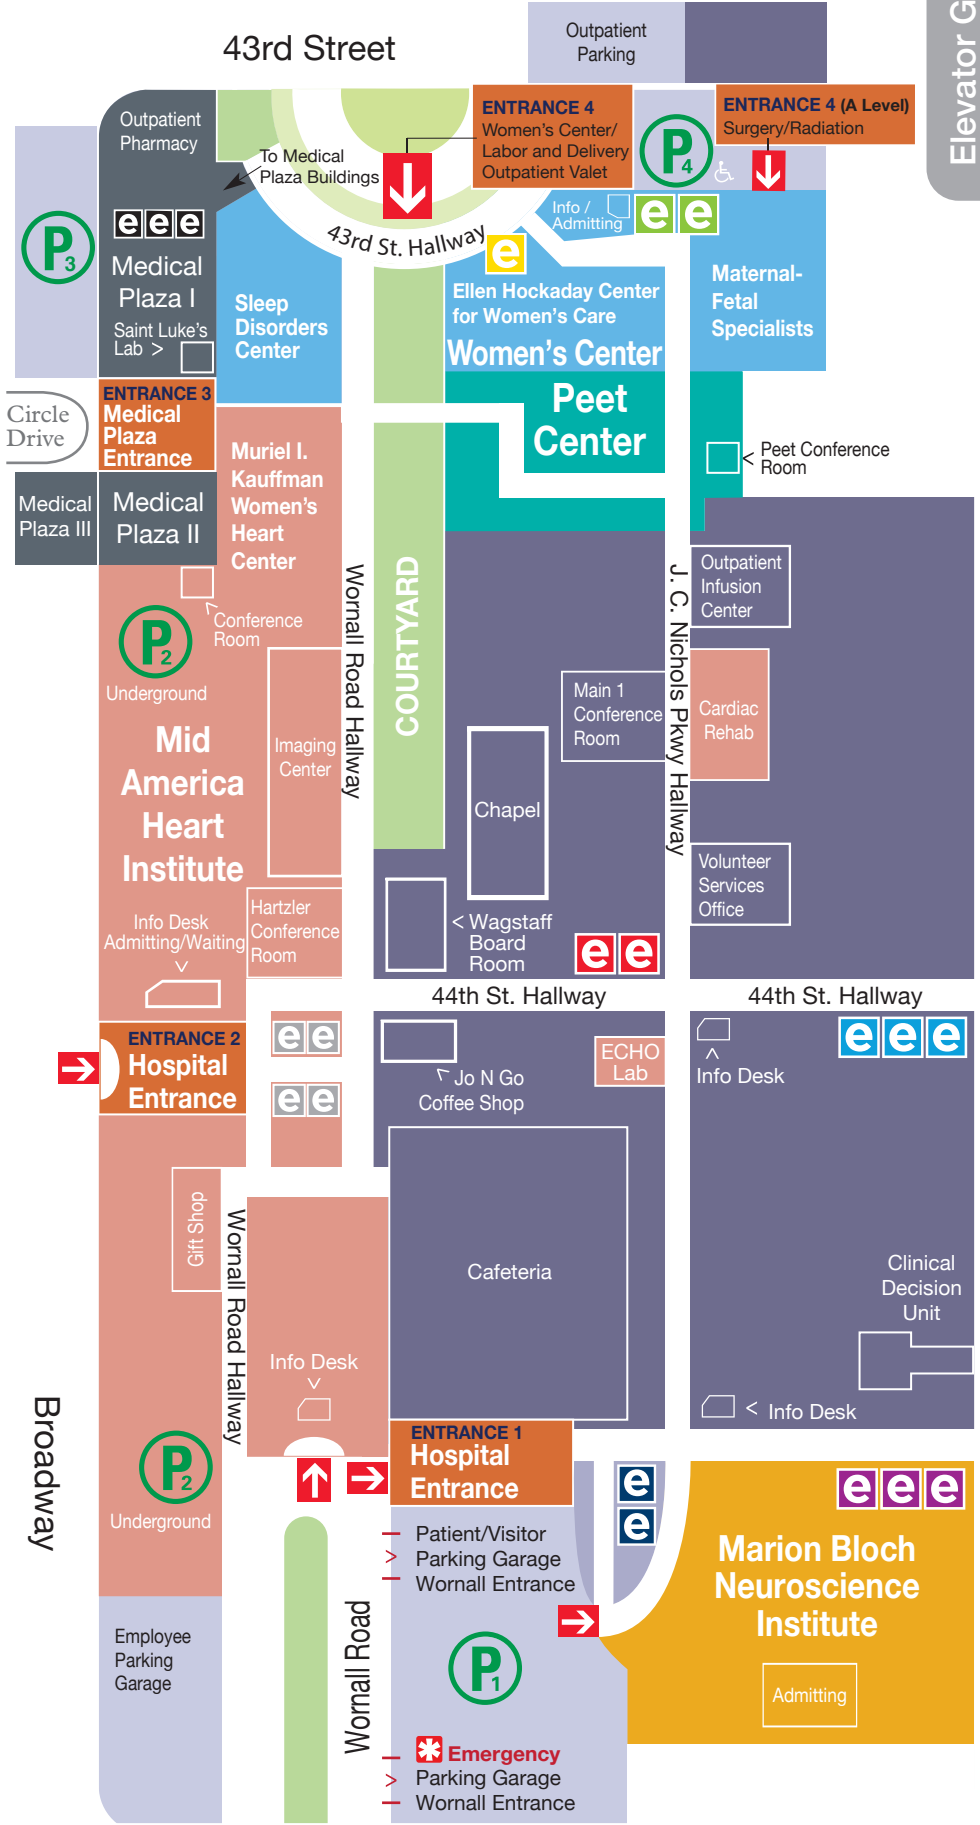 43rd Street
Outpatient
Parking
Elevator G
ENTRANCE 4
Women's Center/
Labor and Delivery
Outpatient Valet
P4
ENTRANCE 4 (A Level)
Surgery/Radiation
Outpatient
Pharmacy
To Medical
Plaza Buildings
43rd St. Hallway
Info /
Admitting
e e
e
P3
e e e
Medical
Plaza I
Saint Luke's
Lab >
Sleep
Disorders
Center
Ellen Hockaday Center
for Women's Care
Women's Center
Maternal-
Fetal
Specialists
Circle
Drive
ENTRANCE 3
Medical
Plaza
Entrance
Peet
Center
< Peet Conference
Room
Muriel I.
Kauffman
Women's
Heart
Center
Medical
Plaza III
Medical
Plaza II
Conference
Room
P2
Underground
Wornall Road Hallway
COURTYARD
J. C. Nichols Pkwy Hallway
Outpatient
Infusion
Center
Main 1
Conference
Room
Cardiac
Rehab
Mid
America
Heart
Institute
Imaging
Center
Chapel
Volunteer
Services
Office
Hartzler
Conference
Room
Info Desk
Admitting/Waiting
< Wagstaff
Board
Room
e e
44th St. Hallway
44th St. Hallway
ENTRANCE 2
Hospital
Entrance
e e
e e
Jo N Go
Coffee Shop
ECHO
Lab
Info Desk
e e e
Gift Shop
Wornall Road Hallway
Cafeteria
Clinical
Decision
Unit
Info Desk
< Info Desk
Broadway
P2
Underground
ENTRANCE 1
Hospital
Entrance
e
e
e e e
Patient/Visitor
> Parking Garage
Wornall Entrance
Marion Bloch
Neuroscience
Institute
Admitting
Employee
Parking
Garage
Wornall Road
P1
Emergency
> Parking Garage
Wornall Entrance